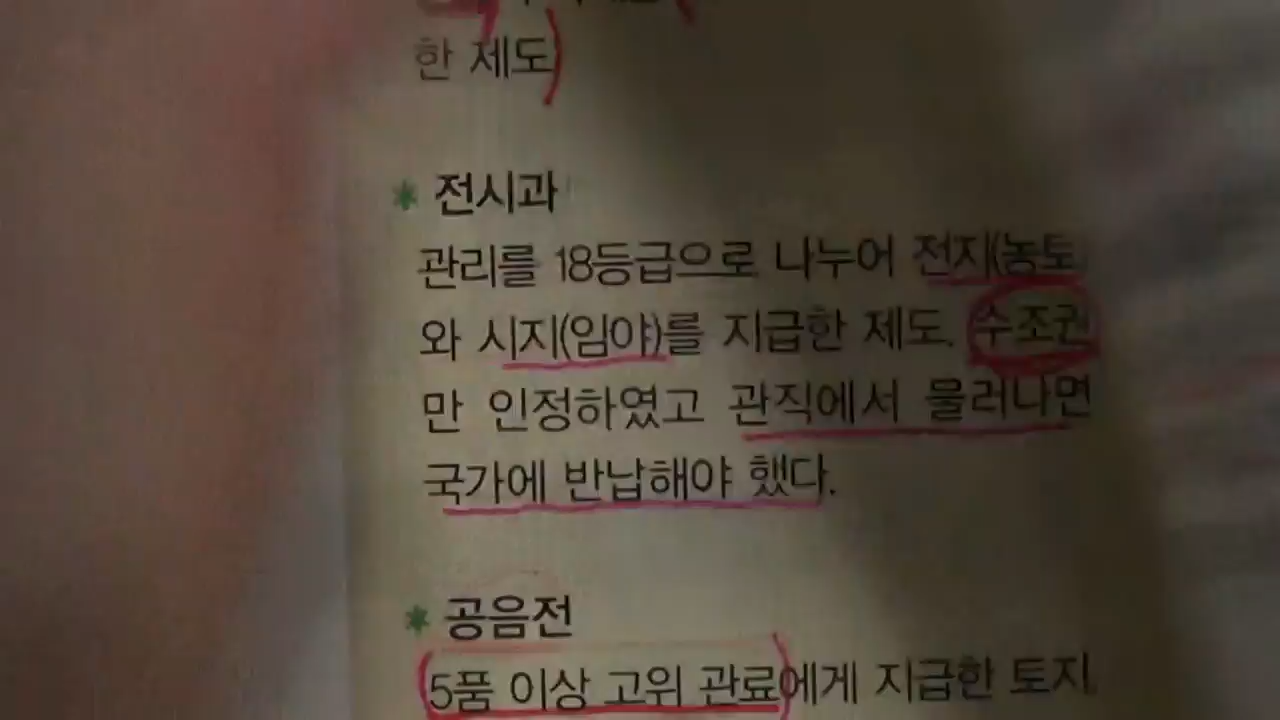 한 제도)
* 전시과
관리를 18등급으로 나누어 전지(농토)
와 시지(임야)를 지급한 제도. 수조권
만 인정하였고 관직에서 물러나면
국가에 반납해야 했다.
* 공음전
5품 이상 고위 관료에게 지급한 토지.